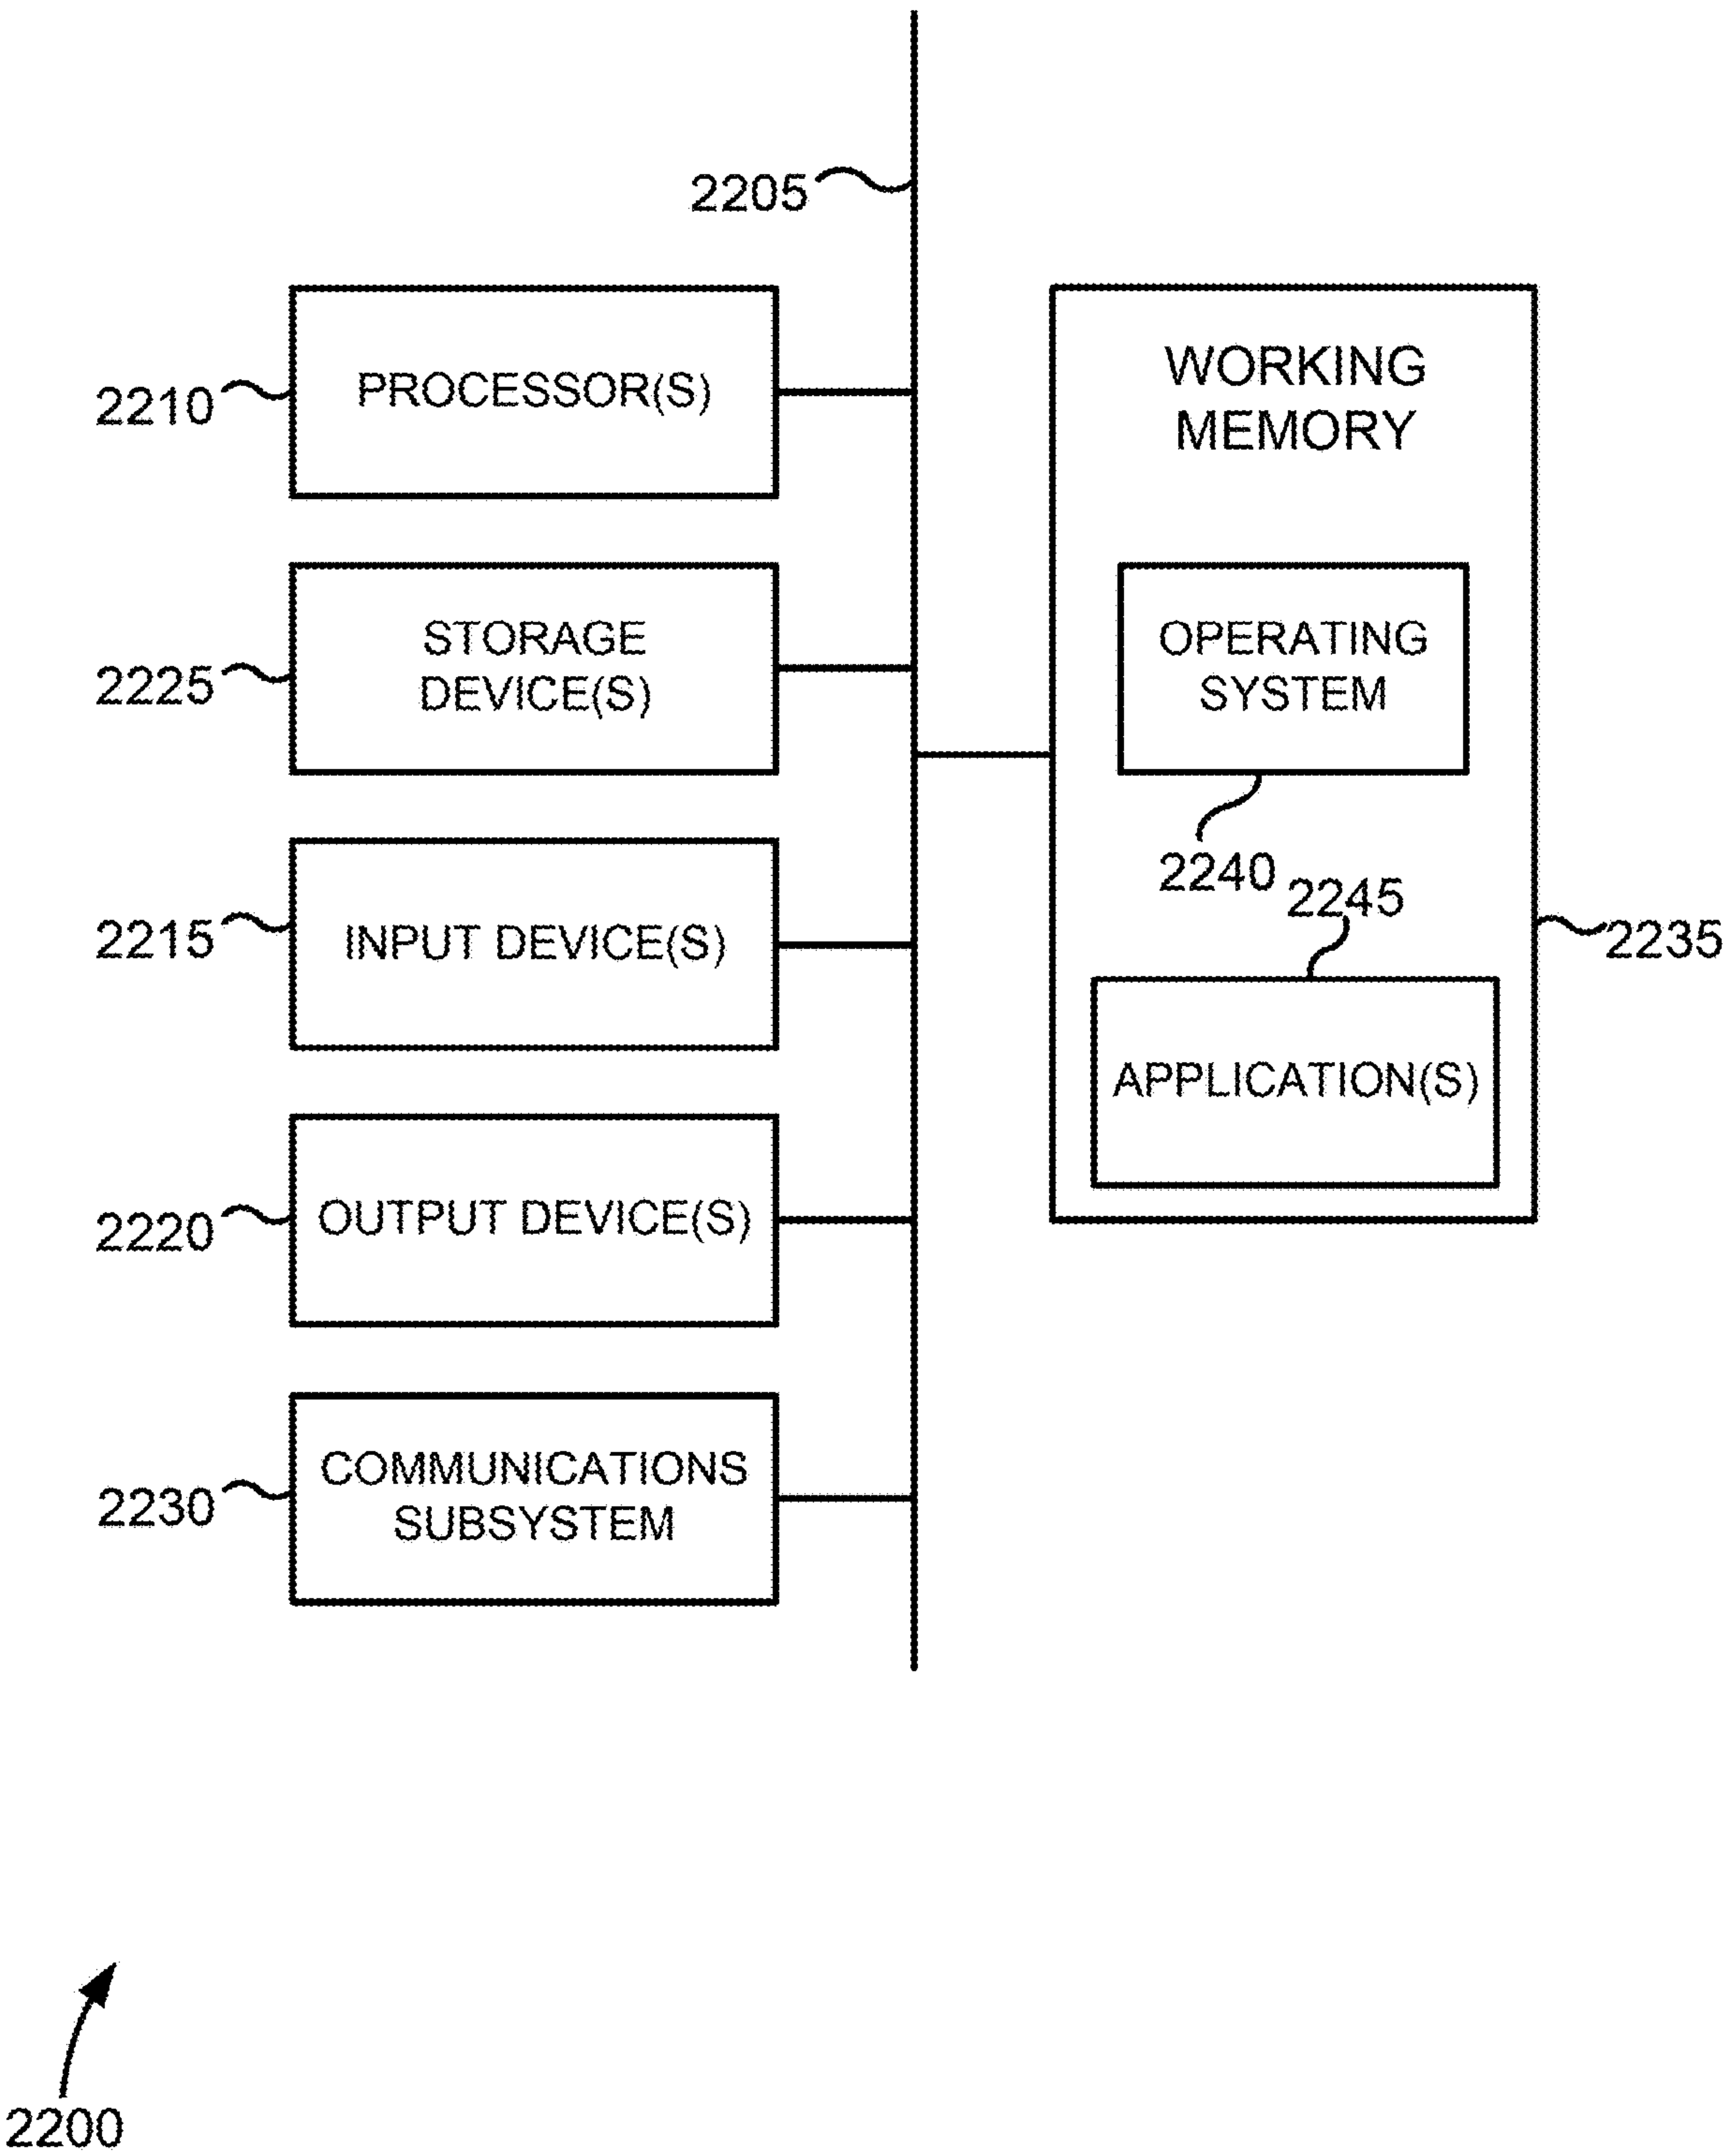 2205
PROCESSOR(S)
2210
STORAGE
DEVICE(S)
2225
INPUT DEVICE(S)
2215
OUTPUT DEVICE(S)
2220
COMMUNICATIONS
SUBSYSTEM
2230
WORKING
MEMORY
OPERATING
SYSTEM
2240
2245
APPLICATION(S)
2235
2200